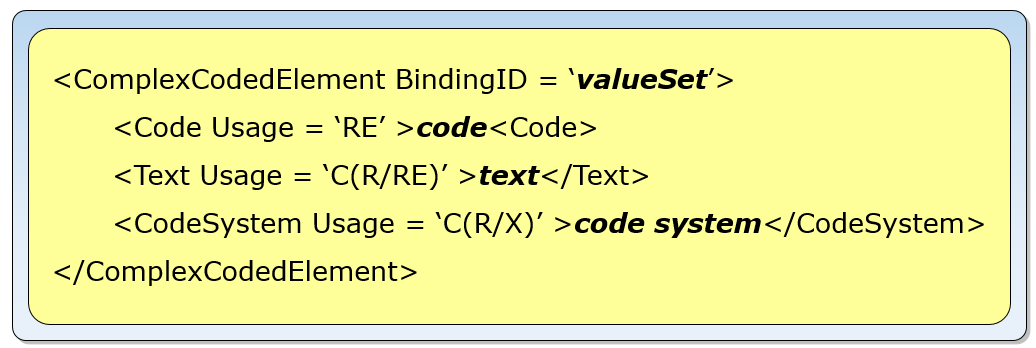 <ComplexCodedElement BindingID = ‘valueSet’>
<Code Usage = ‘RE’ >code<Code>
<Text Usage = ‘C(R/RE)’ >text</Text>
<CodeSystem Usage = ‘C(R/X)’ >code system</CodeSystem>
</ComplexCodedElement>